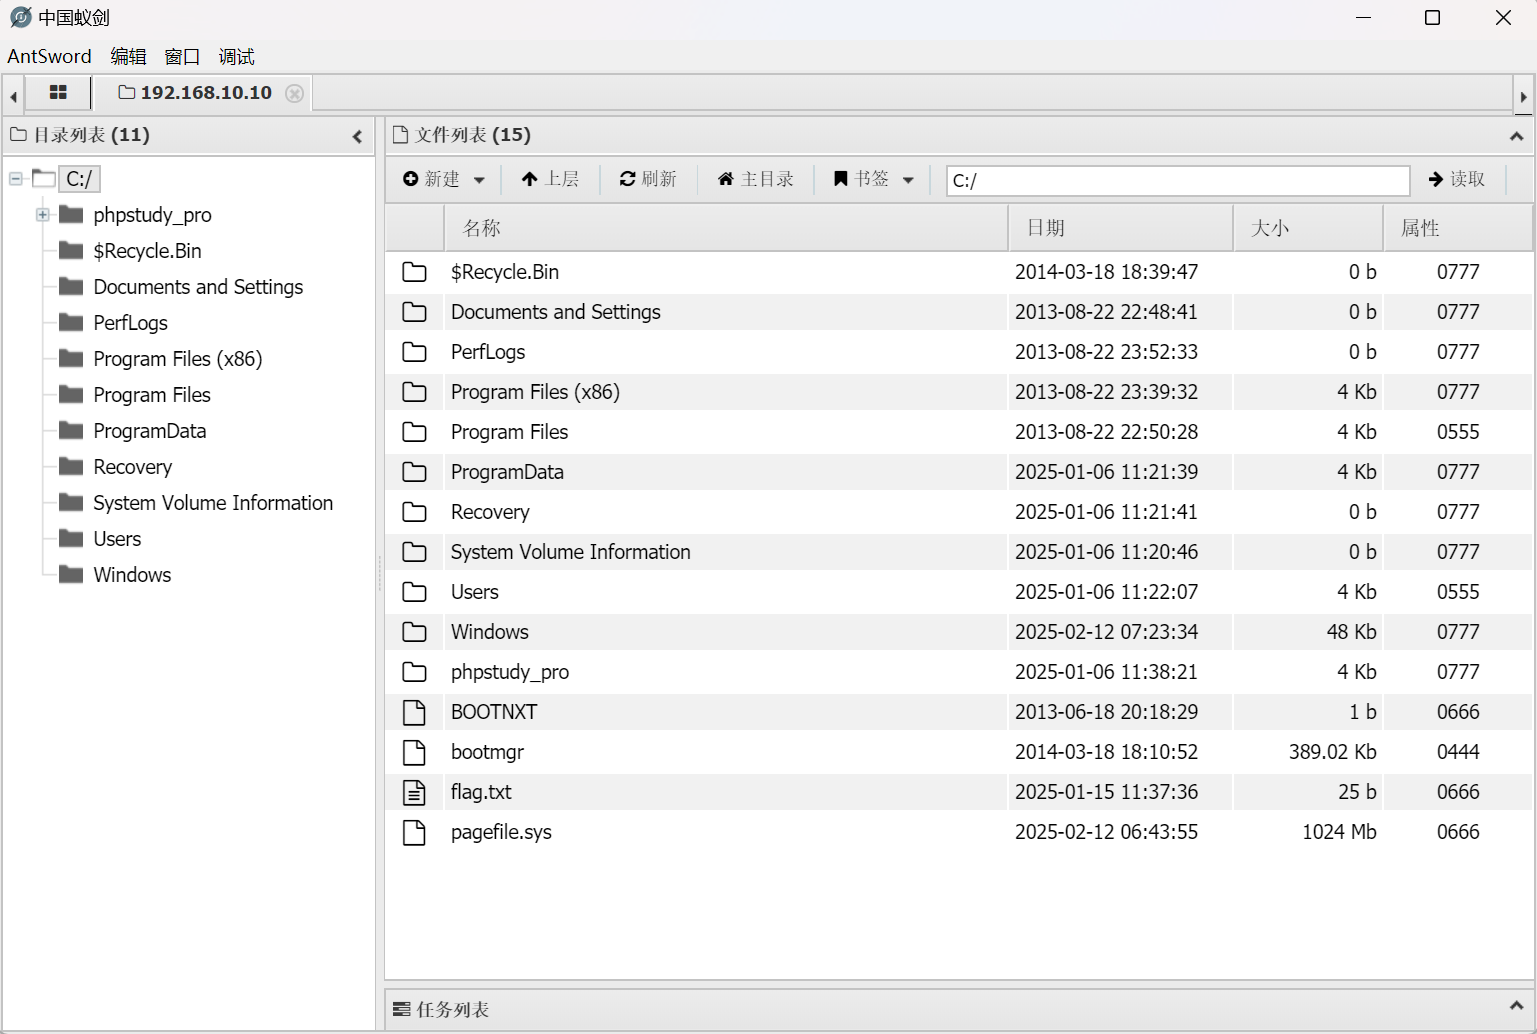 中国蚁剑
AntSword 编辑 窗口 调试
192.168.10.10
目录列表 (11)
C:/
phpstudy_pro
$Recycle.Bin
Documents and Settings
PerfLogs
Program Files (x86)
Program Files
ProgramData
Recovery
System Volume Information
Users
Windows
文件列表 (15)
新建 上层 刷新 主目录 书签 C:/ 读取
名称 日期 大小 属性
$Recycle.Bin 2014-03-18 18:39:47 0 b 0777
Documents and Settings 2013-08-22 22:48:41 0 b 0777
PerfLogs 2013-08-22 23:52:33 0 b 0777
Program Files (x86) 2013-08-22 23:39:32 4 Kb 0777
Program Files 2013-08-22 22:50:28 4 Kb 0555
ProgramData 2025-01-06 11:21:39 4 Kb 0777
Recovery 2025-01-06 11:21:41 0 b 0777
System Volume Information 2025-01-06 11:20:46 0 b 0777
Users 2025-01-06 11:22:07 4 Kb 0555
Windows 2025-02-12 07:23:34 48 Kb 0777
phpstudy_pro 2025-01-06 11:38:21 4 Kb 0777
BOOTNXT 2013-06-18 20:18:29 1 b 0666
bootmgr 2014-03-18 18:10:52 389.02 Kb 0444
flag.txt 2025-01-15 11:37:36 25 b 0666
pagefile.sys 2025-02-12 06:43:55 1024 Mb 0666
任务列表